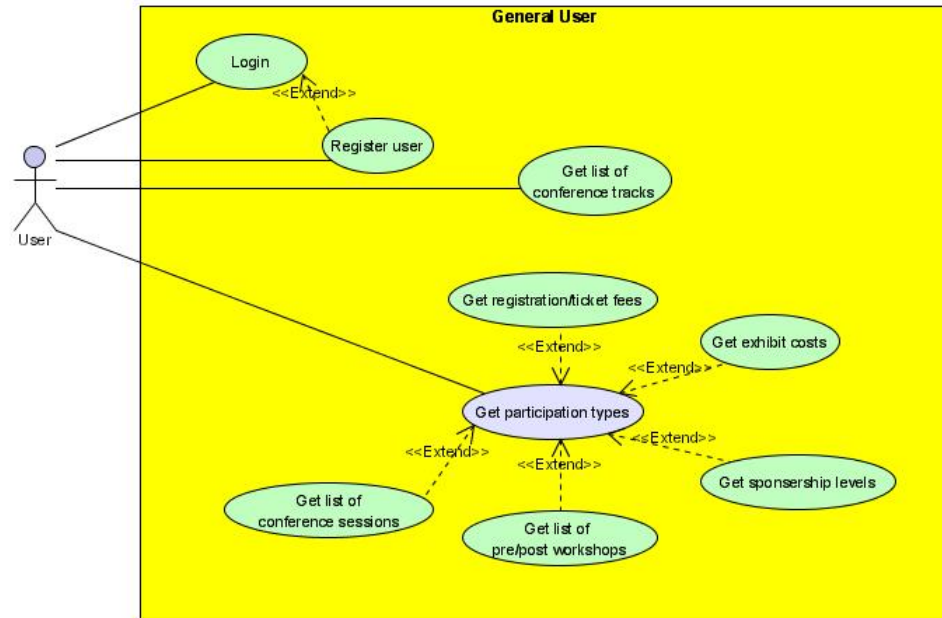 General User
Login
<<Extend>>
Register user
Get list of
conference tracks
User
Get registration/ticket fees
<<Extend>>
Get exhibit costs
<<Extend>>
Get participation types
<<Extend>>
<<Extend>>
<<Extend>>
Get sponsership levels
Get list of
conference sessions
Get list of
pre/post workshops